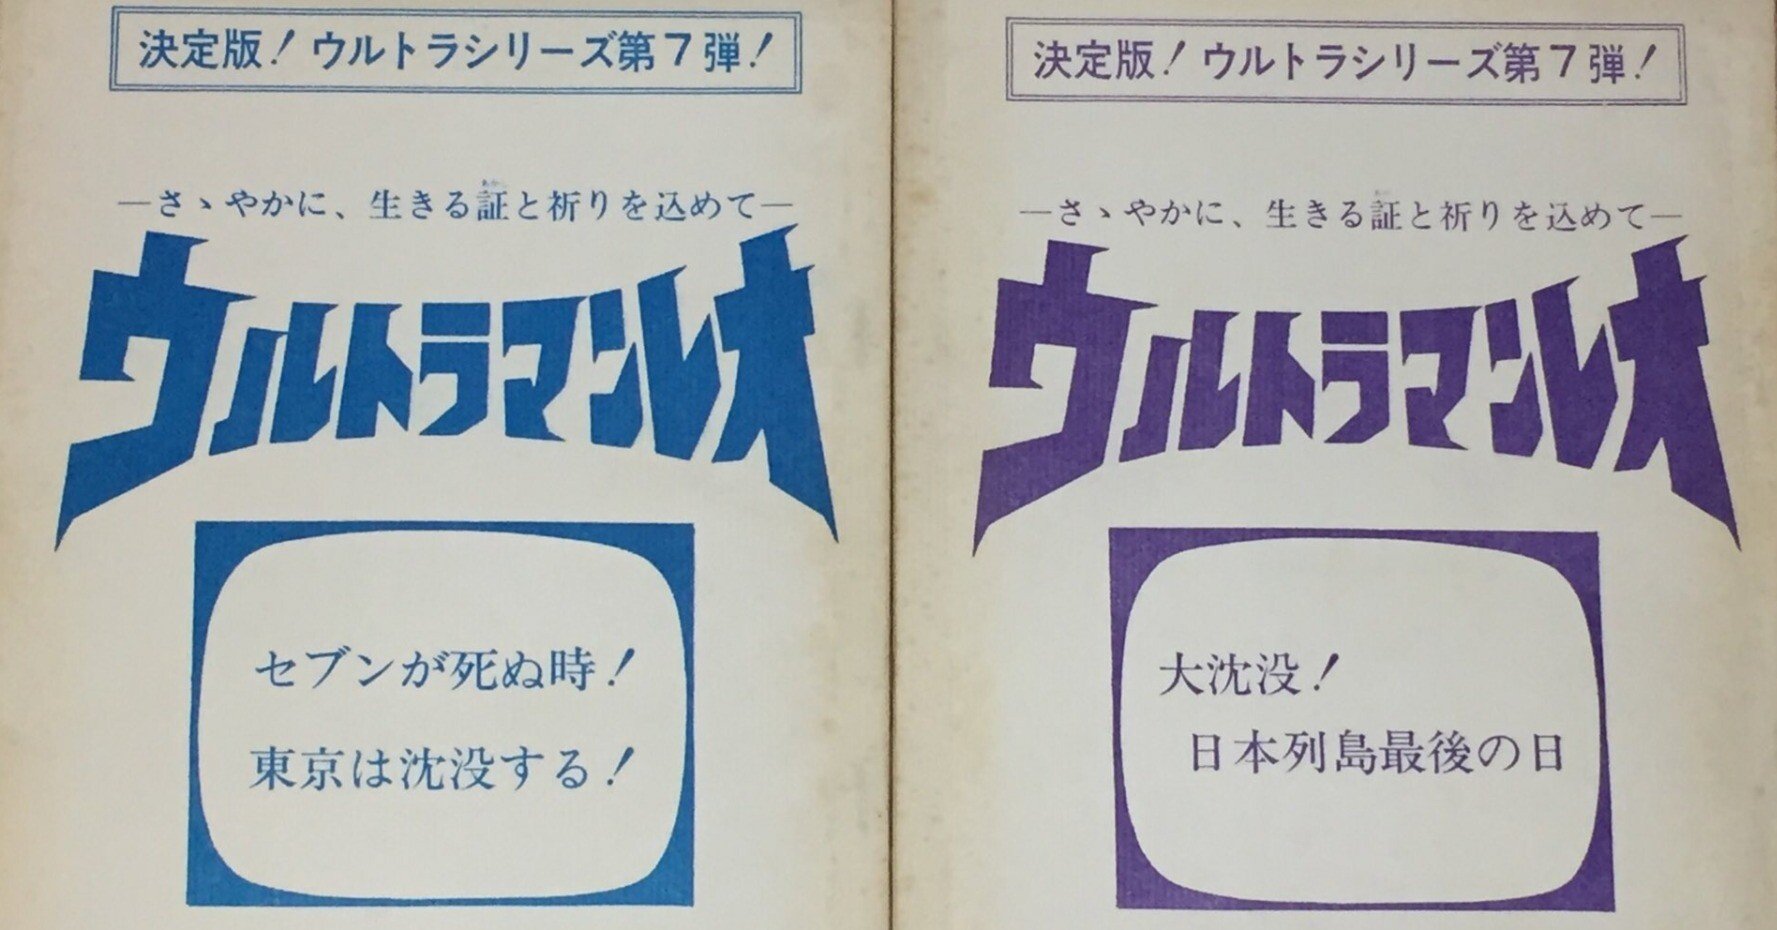 決定版！ウルトラシリーズ第7弾！
―さゝやかに、生きる証と祈りを込めて―
ウルトラマンレオ
セブンが死ぬ時！
東京は沈没する！
決定版！ウルトラシリーズ第7弾！
―さゝやかに、生きる証と祈りを込めて―
ウルトラマンレオ
大沈没！
日本列島最後の日